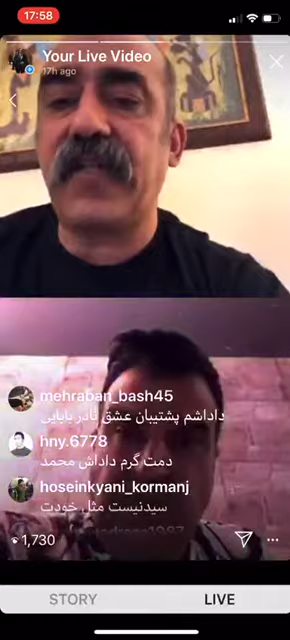 17:58
Your Live Video
17h ago
mehraban_bash45
داداشم پشتیبان عشق نادر بابایی
hny.6778
دمت گرم داداش محمد
hoseinkyani_kormanj
سیدنیست مثل خودت
1,730
STORY
LIVE